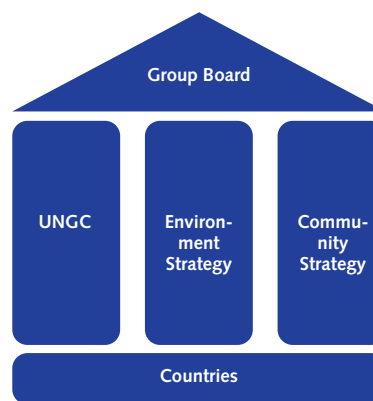 Group Board
UNGC
Environ-
ment
Strategy
Commu-
nity
Strategy
Countries